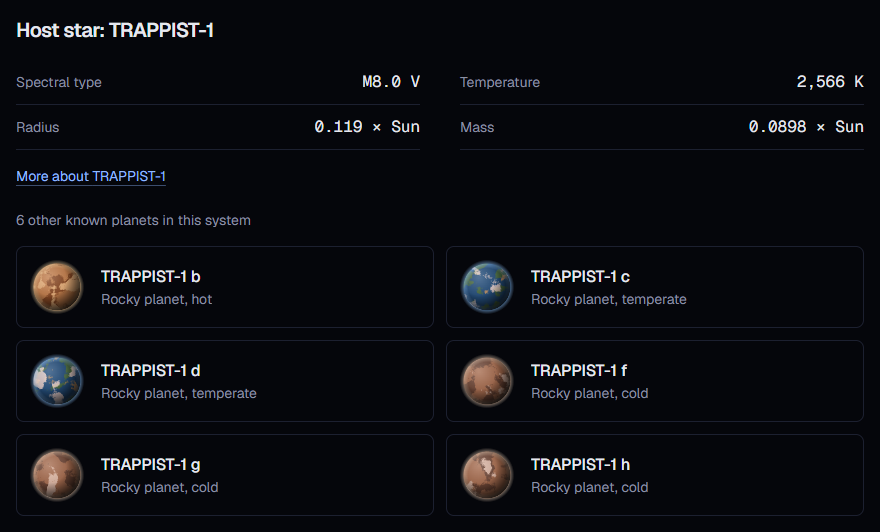 Host star: TRAPPIST-1
Spectral type M8.0 V Temperature 2,566 K
Radius 0.119 × Sun Mass 0.0898 × Sun
More about TRAPPIST-1
6 other known planets in this system
TRAPPIST-1 b
Rocky planet, hot
TRAPPIST-1 c
Rocky planet, temperate
TRAPPIST-1 d
Rocky planet, temperate
TRAPPIST-1 f
Rocky planet, cold
TRAPPIST-1 g
Rocky planet, cold
TRAPPIST-1 h
Rocky planet, cold